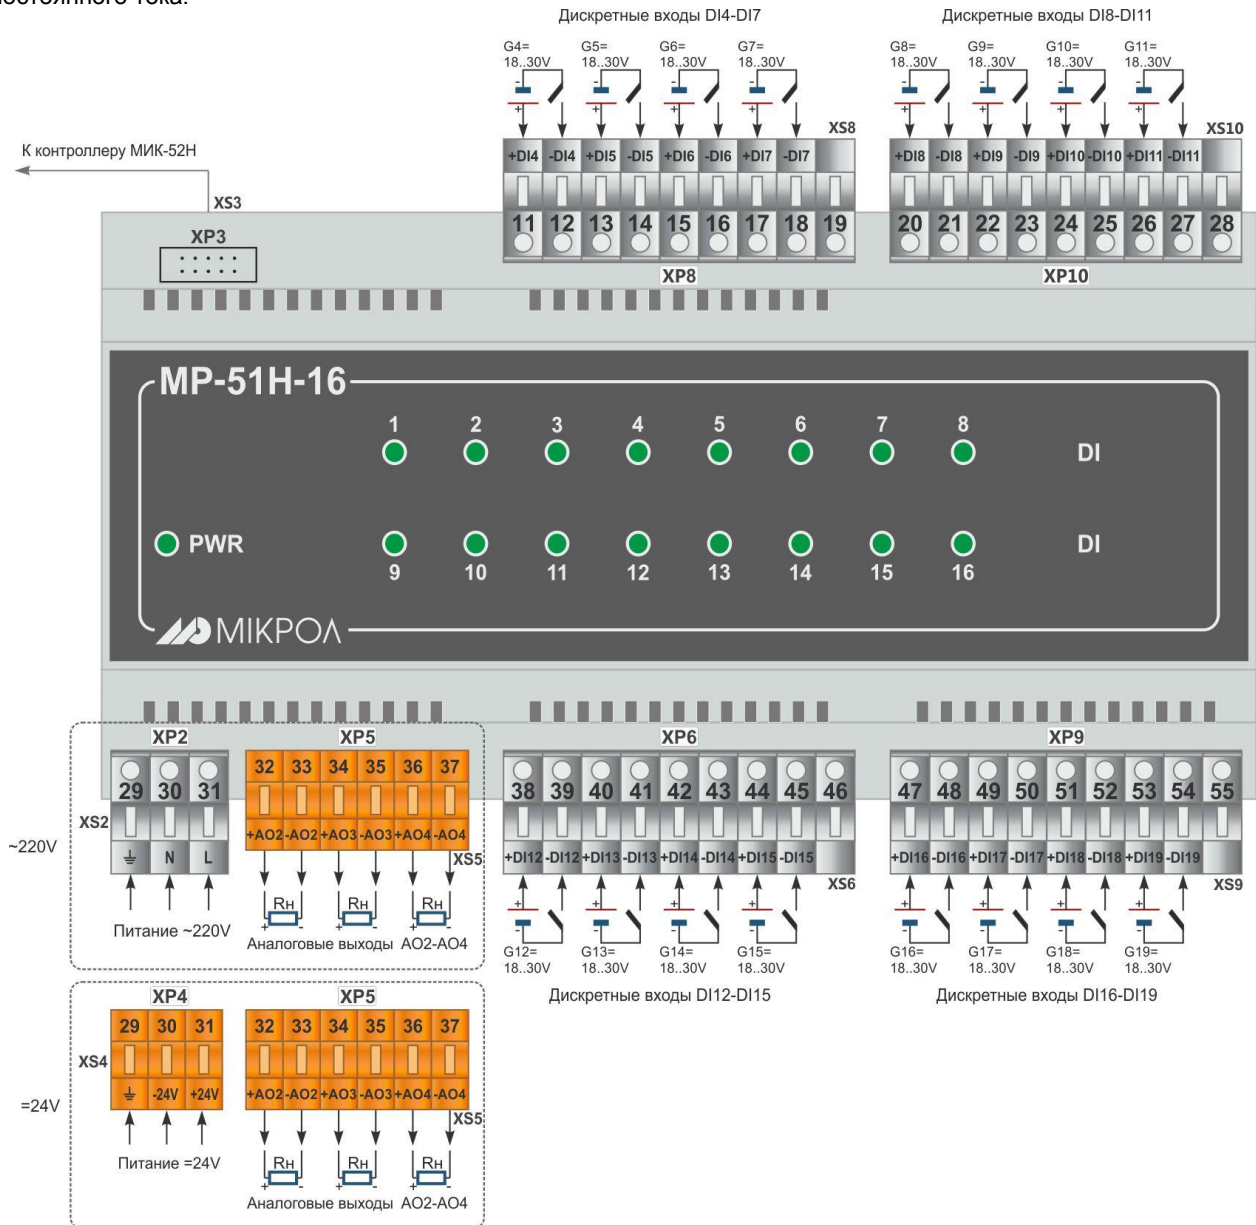 постоянного тока.
Дискретные входы DI4-DI7
Дискретные входы DI8-DI11
G4= G5= G6= G7=
18..30V 18..30V 18..30V 18..30V
G8= G9= G10= G11=
18..30V 18..30V 18..30V 18..30V
- - - -
- - - -
+ + + +
+ + + +
XS8
XS10
+DI4 -DI4 +DI5 -DI5 +DI6 -DI6 +DI7 -DI7
+DI8 -DI8 +DI9 -DI9 +DI10 -DI10 +DI11 -DI11
К контроллеру МИК-52Н
XS3
11 12 13 14 15 16 17 18 19
20 21 22 23 24 25 26 27 28
XP3
XP8
XP10
МР-51Н-16
1 2 3 4 5 6 7 8
DI
PWR
DI
9 10 11 12 13 14 15 16
МІКРОЛ
XP2
XP5
XP6
XP9
29 30 31
32 33 34 35 36 37
38 39 40 41 42 43 44 45 46
47 48 49 50 51 52 53 54 55
XS2
~220V
N L
+AO2 -AO2 +AO3 -AO3 +AO4 -AO4
+DI12 -DI12 +DI13 -DI13 +DI14 -DI14 +DI15 -DI15
+DI16 -DI16 +DI17 -DI17 +DI18 -DI18 +DI19 -DI19
XS5
XS6
XS9
Rн Rн Rн
+ - + - + -
+ + + +
+ + + +
- - - -
- - - -
Питание ~220V
Аналоговые выходы AO2-AO4
G12= G13= G14= G15=
18..30V 18..30V 18..30V 18..30V
G16= G17= G18= G19=
18..30V 18..30V 18..30V 18..30V
Дискретные входы DI12-DI15
Дискретные входы DI16-DI19
XP4
XP5
29 30 31
32 33 34 35 36 37
XS4
=24V
-24V +24V
+AO2 -AO2 +AO3 -AO3 +AO4 -AO4
XS5
Rн Rн Rн
+ - + - + -
Питание =24V
Аналоговые выходы AO2-AO4